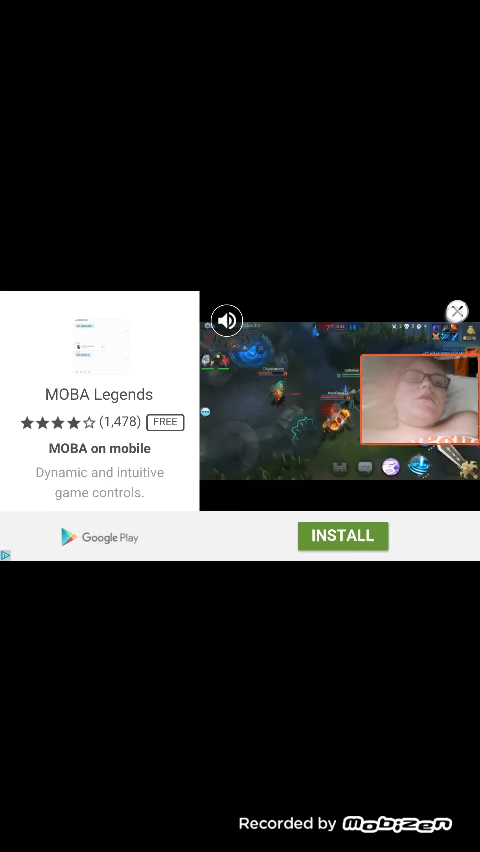 MOBA Legends
(1,478) FREE
MOBA on mobile
Dynamic and intuitive
game controls.
Google Play
INSTALL
Recorded by Mobizen